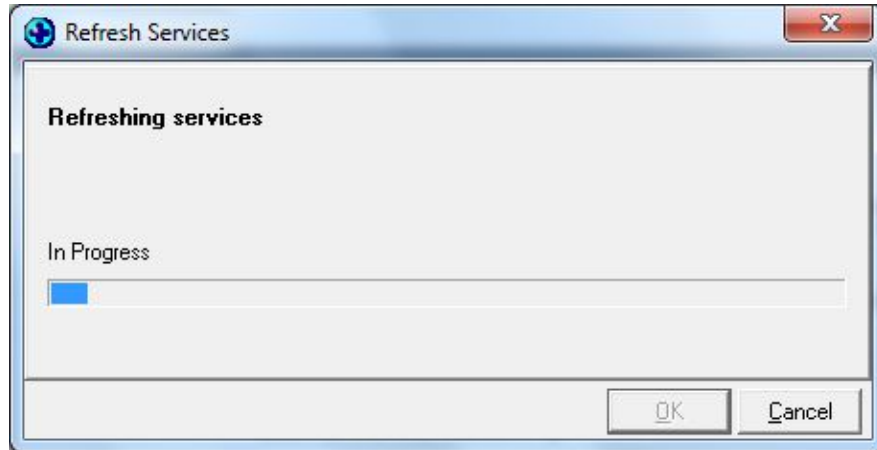 Refresh Services
Refreshing services
In Progress
OK Cancel